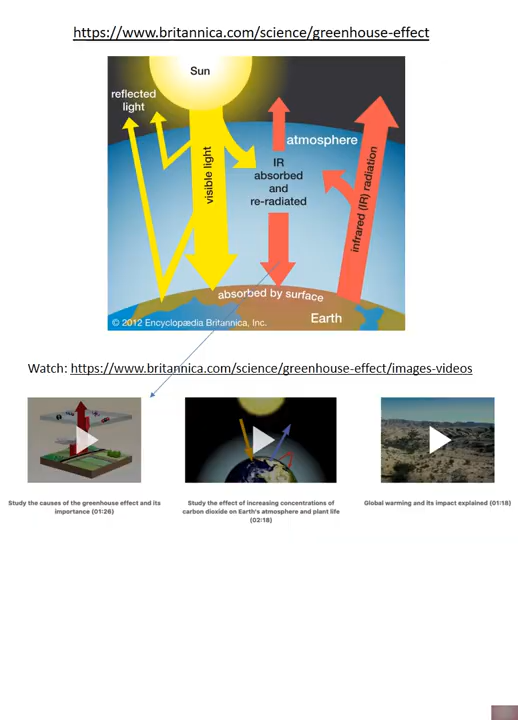 https://www.britannica.com/science/greenhouse-effect
Sun
reflected
light
atmosphere
IR
absorbed
and
re-radiated
visible light
infrared (IR) radiation
absorbed by surface
Earth
© 2012 Encyclopædia Britannica, Inc.
Watch: https://www.britannica.com/science/greenhouse-effect/images-videos
Study the causes of the greenhouse effect and its
importance (01:26)
Study the effect of increasing concentrations of
carbon dioxide on Earth's atmosphere and plant life
(02:18)
Global warming and its impact explained (01:18)